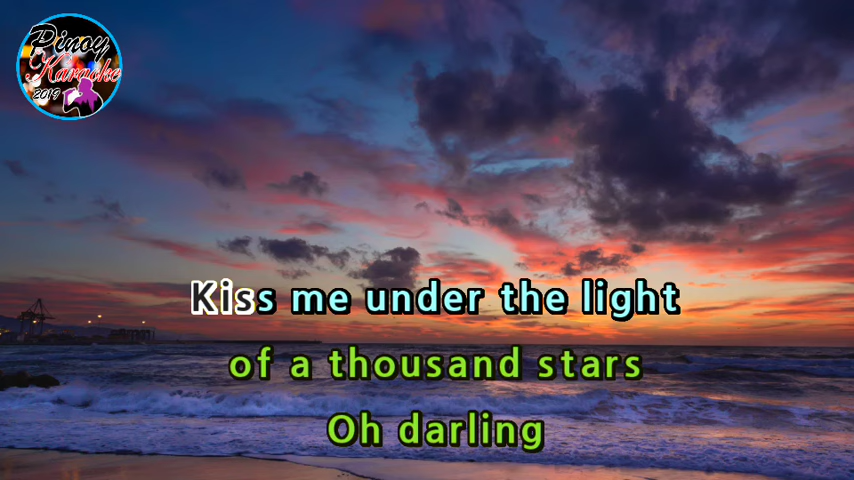 Pinoy
Karaoke
2019
Kiss me under the light
of a thousand stars
Oh darling